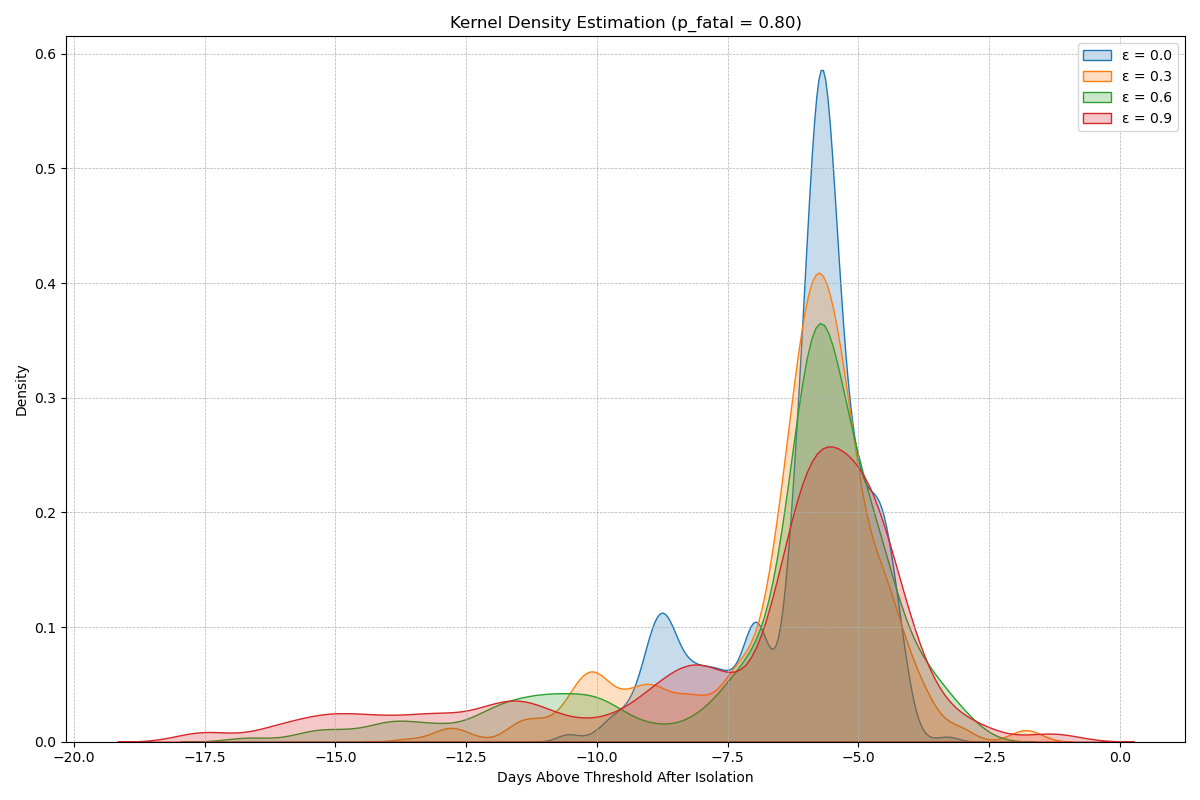 Kernel Density Estimation (p_fatal = 0.80)
ε = 0.0
ε = 0.3
ε = 0.6
ε = 0.9
Density
0.6
0.5
0.4
0.3
0.2
0.1
0.0
−20.0 −17.5 −15.0 −12.5 −10.0 −7.5 −5.0 −2.5 0.0
Days Above Threshold After Isolation